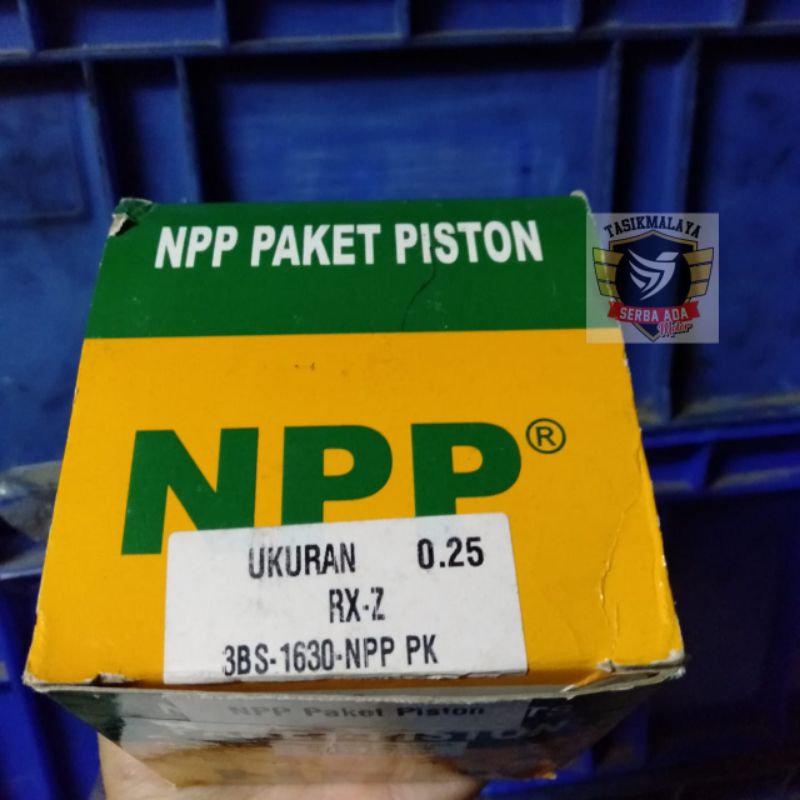 NPP PAKET PISTON
TASIKMALAYA
SERBA ADA
Motor
NPP®
UKURAN 0.25
RX-Z
3BS-1630-NPP PK
NPP Paket Piston